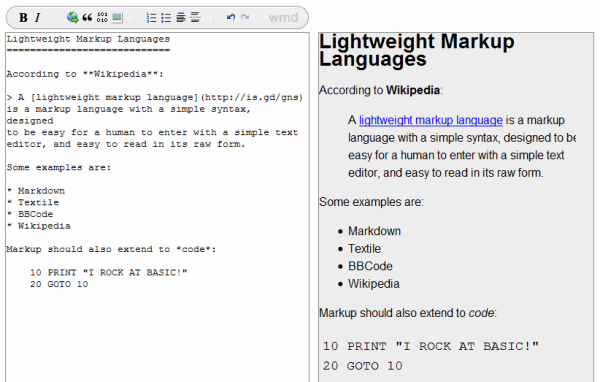 B I 101 010 wmd
Lightweight Markup Languages
============================
According to **Wikipedia**:
> A [lightweight markup language](http://is.gd/gns)
is a markup language with a simple syntax,
designed
to be easy for a human to enter with a simple text
editor, and easy to read in its raw form.
Some examples are:
* Markdown
* Textile
* BBCode
* Wikipedia
Markup should also extend to *code*:
10 PRINT "I ROCK AT BASIC!"
20 GOTO 10
Lightweight Markup
Languages
According to Wikipedia:
A lightweight markup language is a markup
language with a simple syntax, designed to be
easy for a human to enter with a simple text
editor, and easy to read in its raw form.
Some examples are:
• Markdown
• Textile
• BBCode
• Wikipedia
Markup should also extend to code:
10 PRINT "I ROCK AT BASIC!"
20 GOTO 10